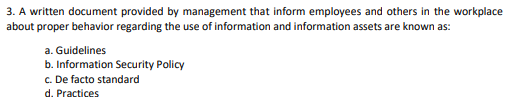 3. A written document provided by management that inform employees and others in the workplace
about proper behavior regarding the use of information and information assets are known as:
a. Guidelines
b. Information Security Policy
c. De facto standard
d. Practices